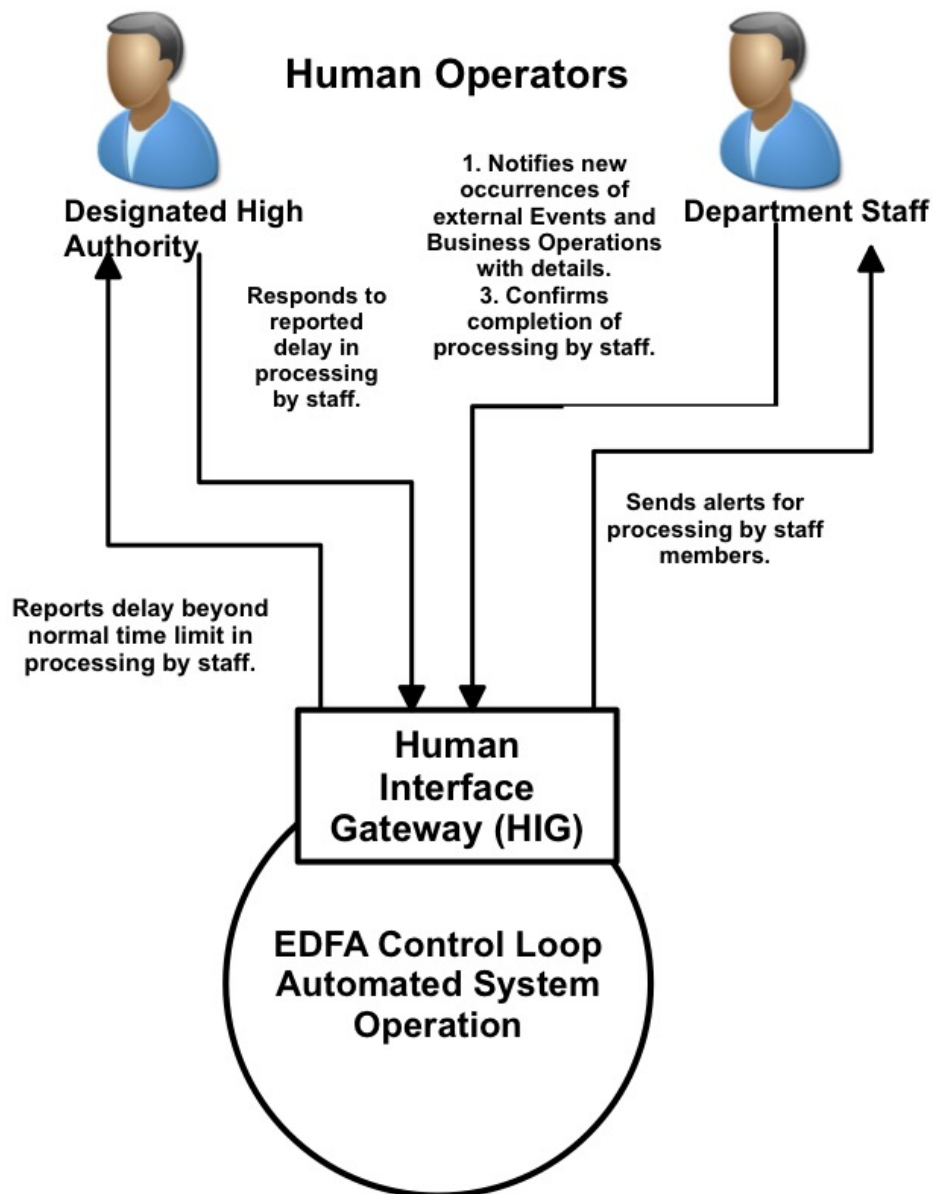 Human Operators
Designated High
Authority
1. Notifies new
occurrences of
external Events and
Business Operations
with details.
3. Confirms
completion of
processing by staff.
Department Staff
Responds to
reported
delay in
processing
by staff.
Sends alerts for
processing by staff
members.
Reports delay beyond
normal time limit in
processing by staff.
Human
Interface
Gateway (HIG)
EDFA Control Loop
Automated System
Operation